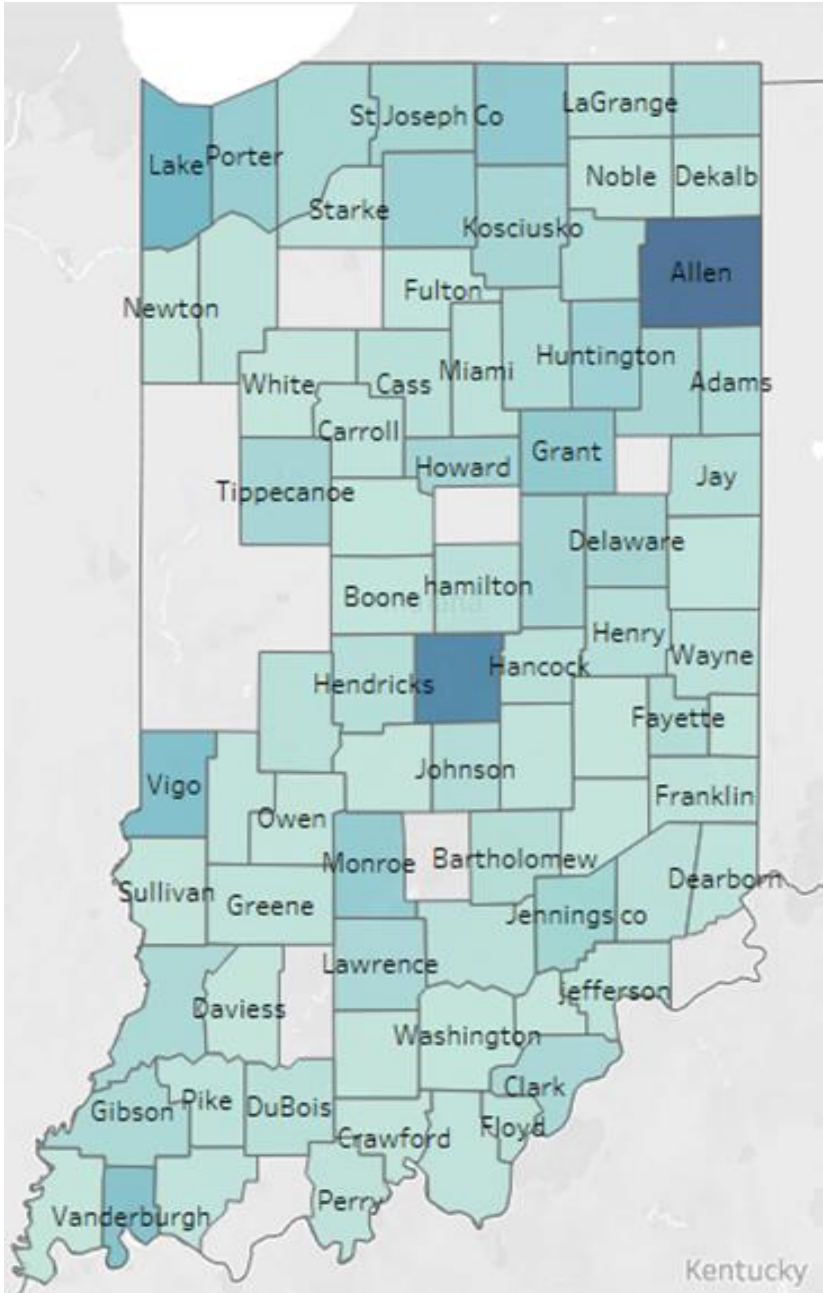 LaGrange
St Joseph Co
Lake
Porter
Noble
Dekalb
Starke
Kosciusko
Allen
Fulton
Newton
Huntington
Miami
Adams
White
Cass
Carroll
Grant
Howard
Jay
Tippecanoe
Delaware
hamilton
Boone
Henry
Wayne
Hancock
Hendricks
Fayette
Johnson
Vigo
Franklin
Owen
Monroe
Bartholomew
Dearborn
Sullivan
Greene
Jennings co
Lawrence
Jefferson
Daviess
Washington
Clark
Pike
DuBois
Gibson
Floyd
Crawford
Perry
Vanderburgh
Kentucky